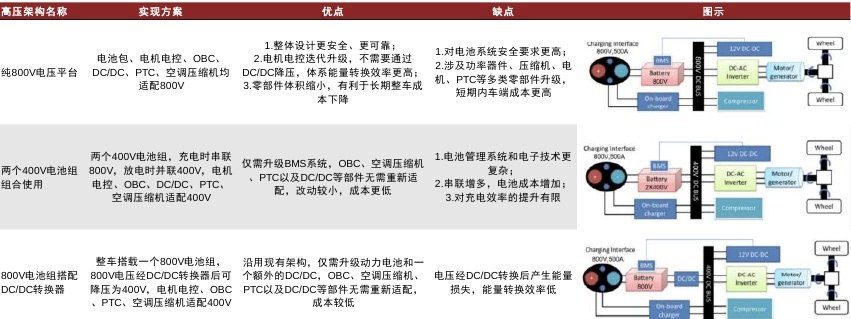 高压架构名称 实现方案 优点 缺点 图示
纯800V电压平台
电池包、电机电控、OBC、
DC/DC、PTC、空调压缩机均
适配800V
1.整体设计更安全、更可靠；
2.电机电控迭代升级，不需要通过
DC/DC降压，体系能量转换效率更高；
3.零部件体积缩小，有利于长期整车成
本下降
1.对电池系统安全要求更高；
2.涉及功率器件、压缩机、电
机、PTC等多类零部件升级，
短期内车端成本更高
Charging Interface
800V,500A
BMS
Battery
800V
On-board
charger
800V DC BUS
12V DC-DC
DC-AC
Inverter
Motor/
generator
Compressor
Wheel
Wheel
两个400V电池组
组合使用
两个400V电池组，充电时串联
800V，放电时并联400V，电机
电控、OBC、DC/DC、PTC、
空调压缩机适配400V
仅需升级BMS系统，OBC、空调压缩机
、PTC以及DC/DC等部件无需重新适
配，改动较小，成本更低
1.电池管理系统和电子技术更
复杂；
2.串联增多，电池成本增加；
3.对充电效率的提升有限
Charging Interface
800V,500A
BMS
Battery
2X400V
On-board
charger
400V DC BUS
12V DC-DC
DC-AC
Inverter
Motor/
generator
Compressor
Wheel
Wheel
800V电池组搭配
DC/DC转换器
整车搭载一个800V电池组，
800V电压经DC/DC转换器后可
降压为400V，电机电控、OBC
、PTC、空调压缩机适配400V
沿用现有架构，仅需升级动力电池和一
个额外的DC/DC，OBC、空调压缩机、
PTC以及DC/DC等部件无需重新适配，
成本较低
电压经DC/DC转换后产生能量
损失，能量转换效率低
Charging Interface
800V,500A
BMS
Battery
800V
DC/DC
On-board
charger
400V DC BUS
12V DC-DC
DC-AC
Inverter
Motor/
generator
Compressor
Wheel
Wheel